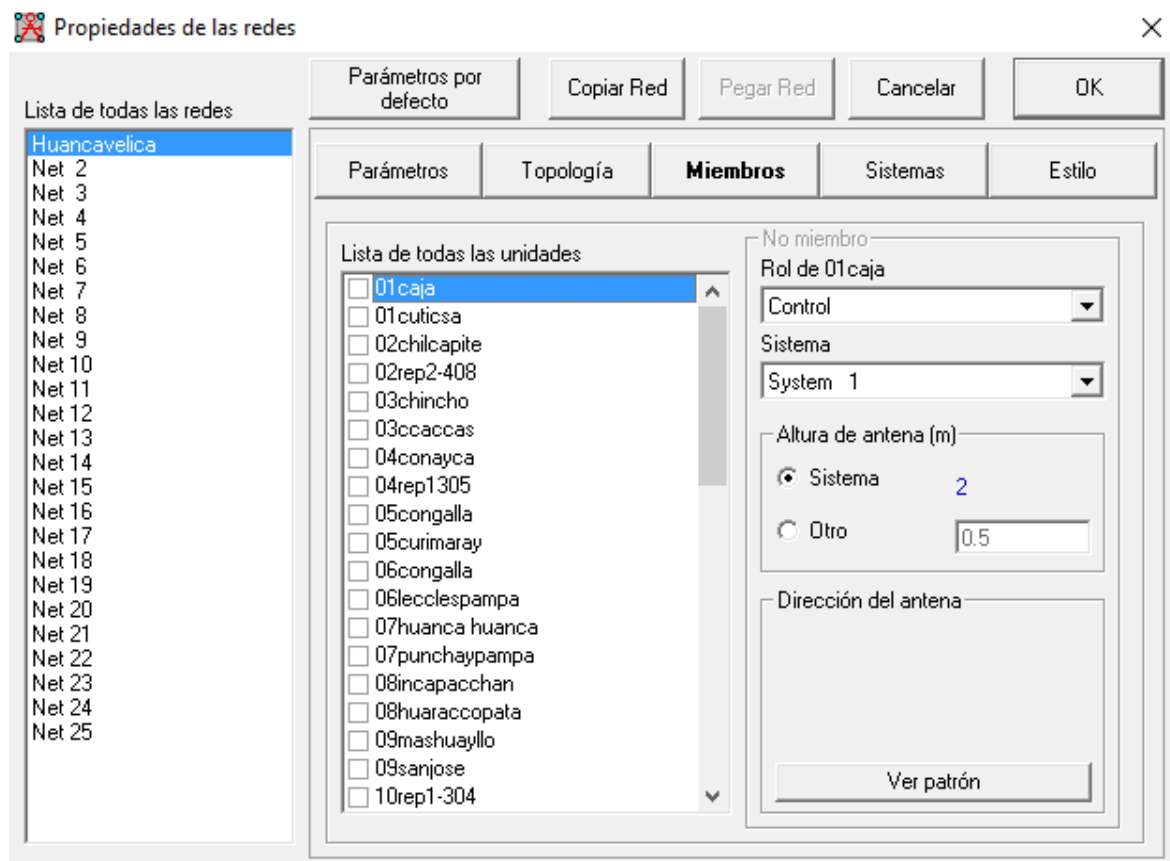 Propiedades de las redes
Parámetros por
defecto
Copiar Red
Pegar Red
Cancelar
OK
Lista de todas las redes
Huancavelica
Net 2
Net 3
Net 4
Net 5
Net 6
Net 7
Net 8
Net 9
Net 10
Net 11
Net 12
Net 13
Net 14
Net 15
Net 16
Net 17
Net 18
Net 19
Net 20
Net 21
Net 22
Net 23
Net 24
Net 25
Parámetros
Topología
Miembros
Sistemas
Estilo
Lista de todas las unidades
01caja
01cuticsa
02chilcapite
02rep2-408
03chincho
03ccaccas
04conayca
04rep1305
05congalla
05curimaray
06congalla
06lecclespampa
07huanca huanca
07punchaypampa
08incapacchan
08huaraccopata
09mashuayllo
09sanjose
10rep1-304
No miembro
Rol de 01caja
Control
Sistema
System 1
Altura de antena (m)
Sistema 2
Otro 0.5
Dirección del antena
Ver patrón